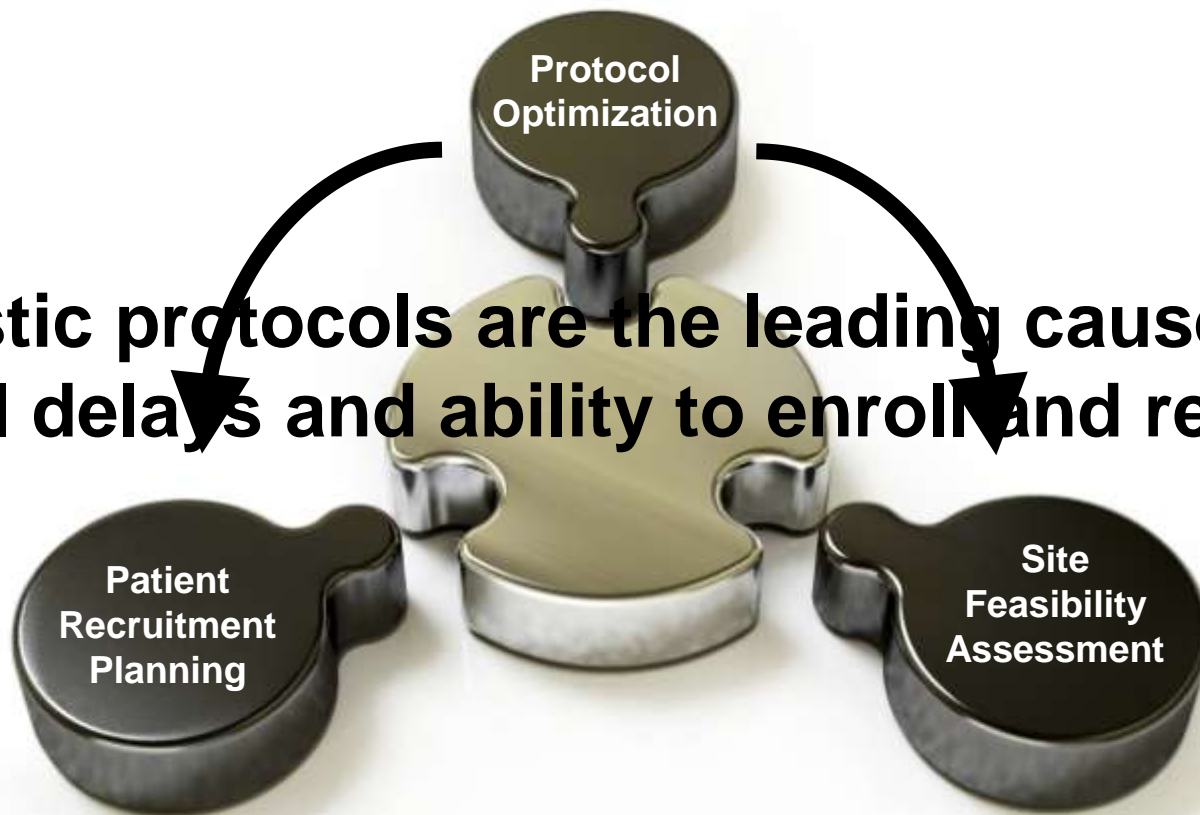 Protocol
Optimization
stic protocols are the leading cause
delays and ability to enroll and re
Patient
Recruitment
Planning
Site
Feasibility
Assessment